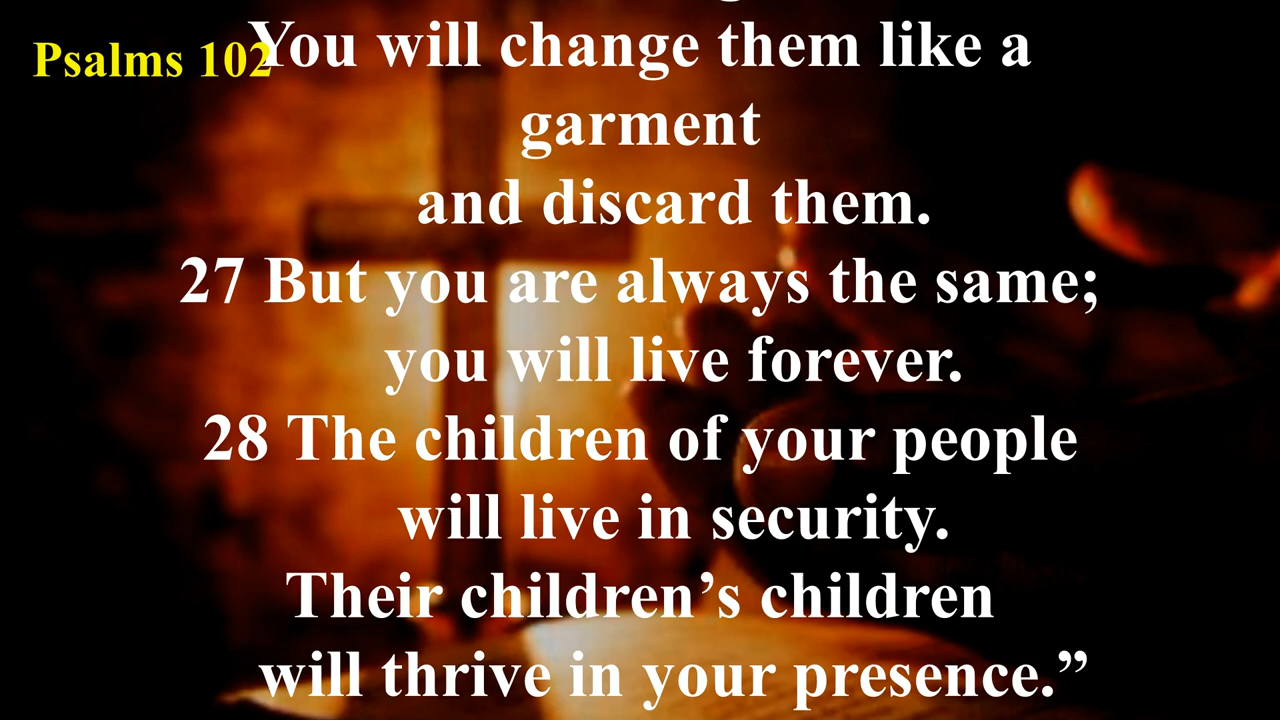 Psalms 102
You will change them like a
garment
and discard them.
27 But you are always the same;
you will live forever.
28 The children of your people
will live in security.
Their children’s children
will thrive in your presence.”